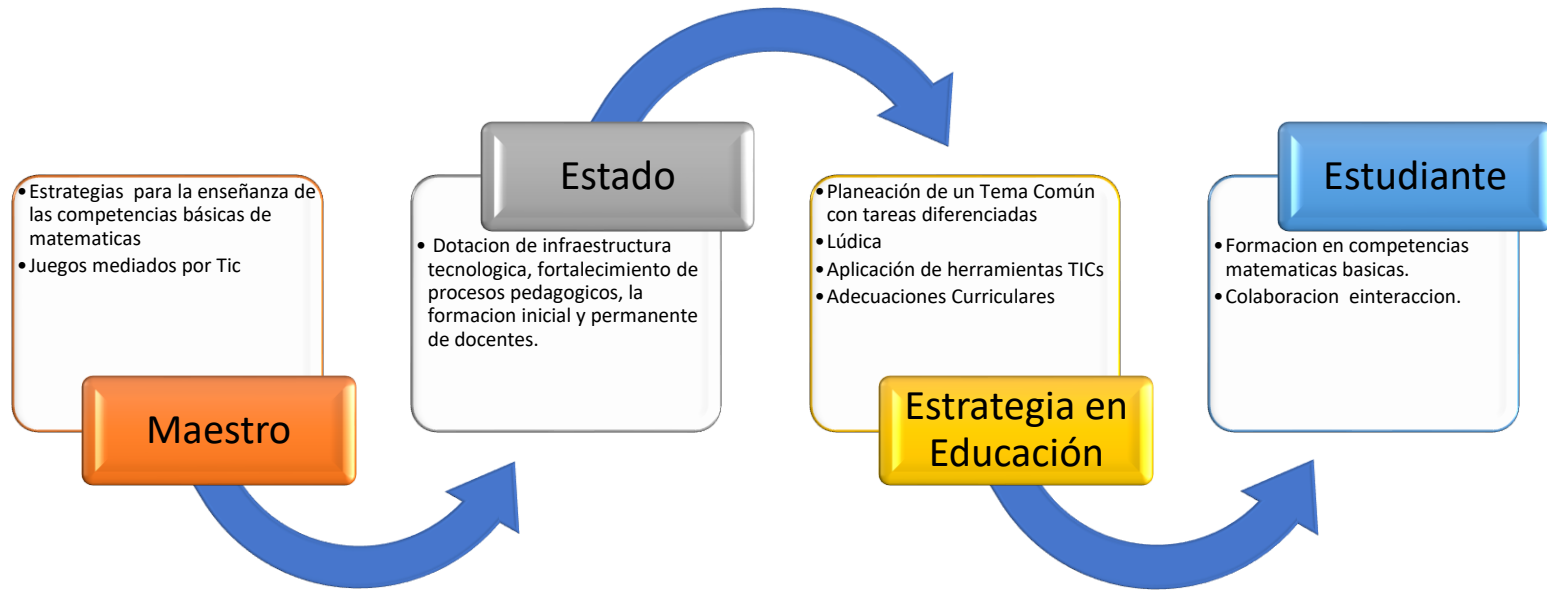 • Estrategias para la enseñanza de
las competencias básicas de
matematicas
• Juegos mediados por Tic
Maestro
Estado
• Dotacion de infraestructura
tecnologica, fortalecimiento de
procesos pedagogicos, la
formacion inicial y permanente
de docentes.
• Planeación de un Tema Común
con tareas diferenciadas
• Lúdica
• Aplicación de herramientas TICs
• Adecuaciones Curriculares
Estrategia en
Educación
Estudiante
• Formacion en competencias
matematicas basicas.
• Colaboracion einteraccion.